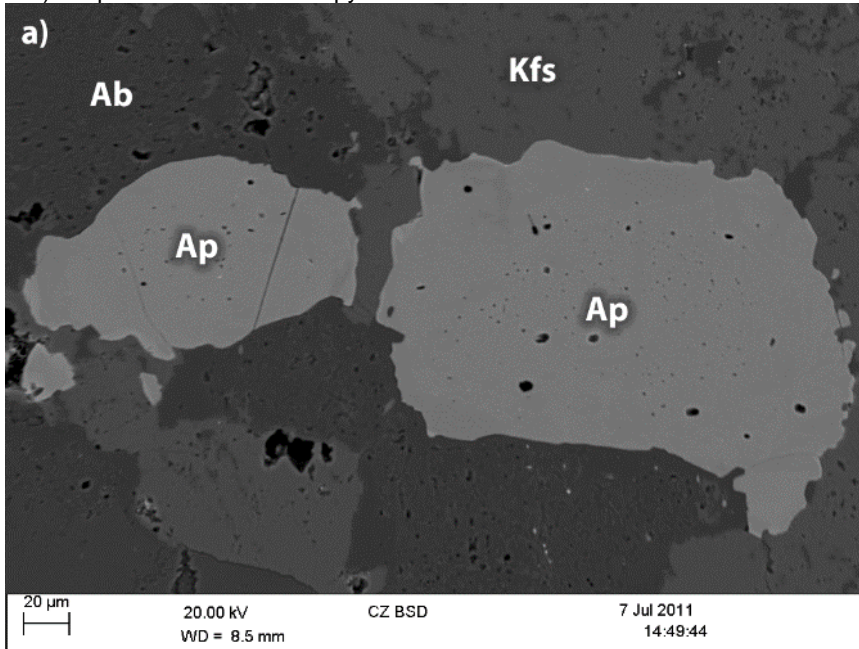 a)
Ab
Kfs
Ap
Ap
20 µm
20.00 kV
CZ BSD
7 Jul 2011
WD = 8.5 mm
14:49:44